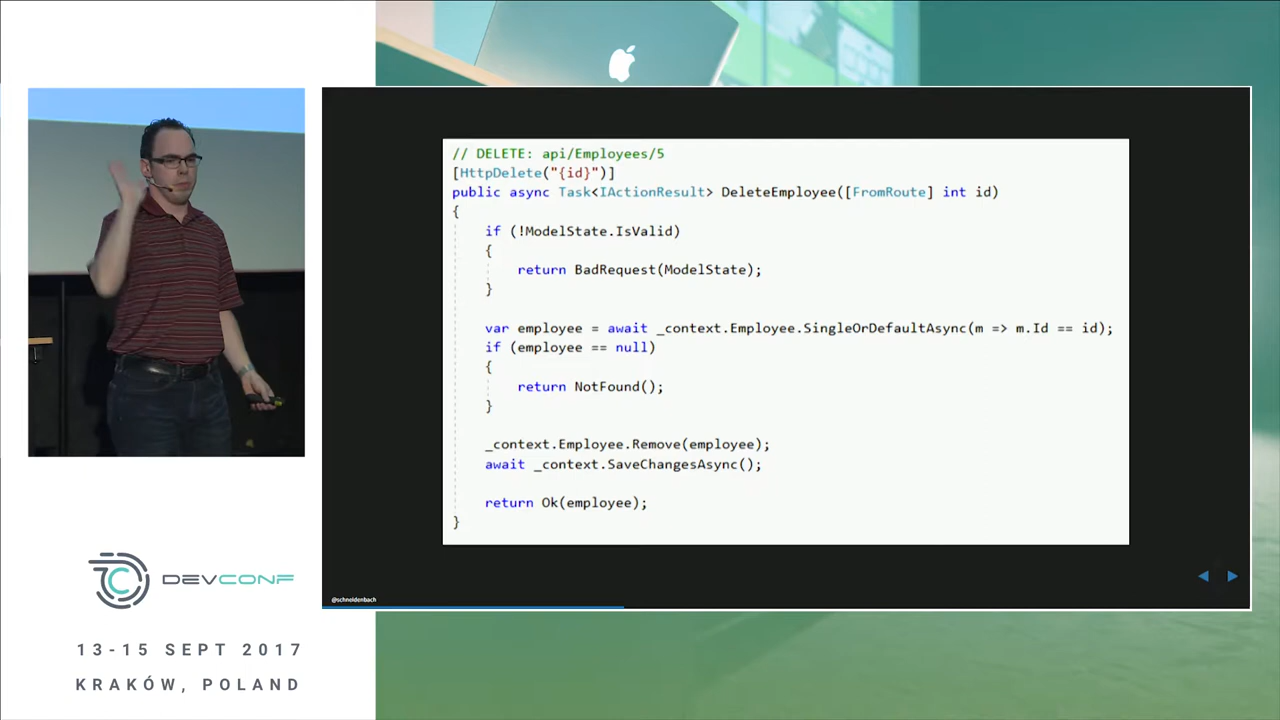 // DELETE: api/Employees/5
[HttpDelete("{id}")]
public async Task<IActionResult> DeleteEmployee([FromRoute] int id)
{
    if (!ModelState.IsValid)
    {
        return BadRequest(ModelState);
    }

    var employee = await _context.Employee.SingleOrDefaultAsync(m => m.Id == id);
    if (employee == null)
    {
        return NotFound();
    }

    _context.Employee.Remove(employee);
    await _context.SaveChangesAsync();

    return Ok(employee);
}
@schneidenbach
DEVCONF
13-15 SEPT 2017
KRAKÓW, POLAND